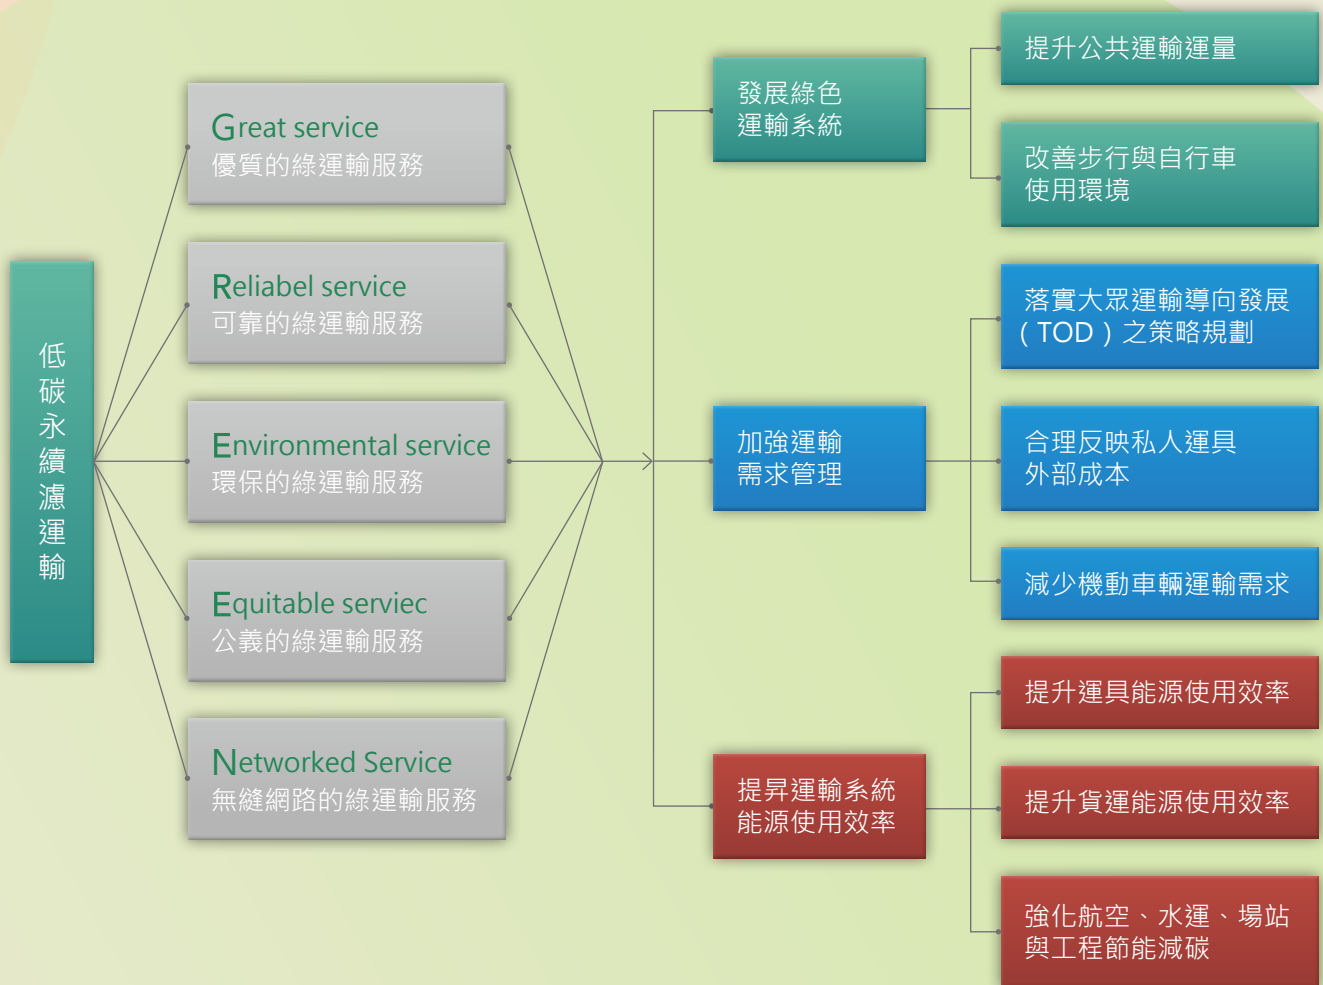 低碳永續濾運輸
Great service
優質的綠運輸服務
Reliabel service
可靠的綠運輸服務
Environmental service
環保的綠運輸服務
Equitable serviec
公義的綠運輸服務
Networked Service
無縫網路的綠運輸服務
發展綠色
運輸系統
提升公共運輸運量
改善步行與自行車
使用環境
加強運輸
需求管理
落實大眾運輸導向發展
（TOD）之策略規劃
合理反映私人運具
外部成本
減少機動車輛運輸需求
提昇運輸系統
能源使用效率
提升運具能源使用效率
提升貨運能源使用效率
強化航空、水運、場站
與工程節能減碳